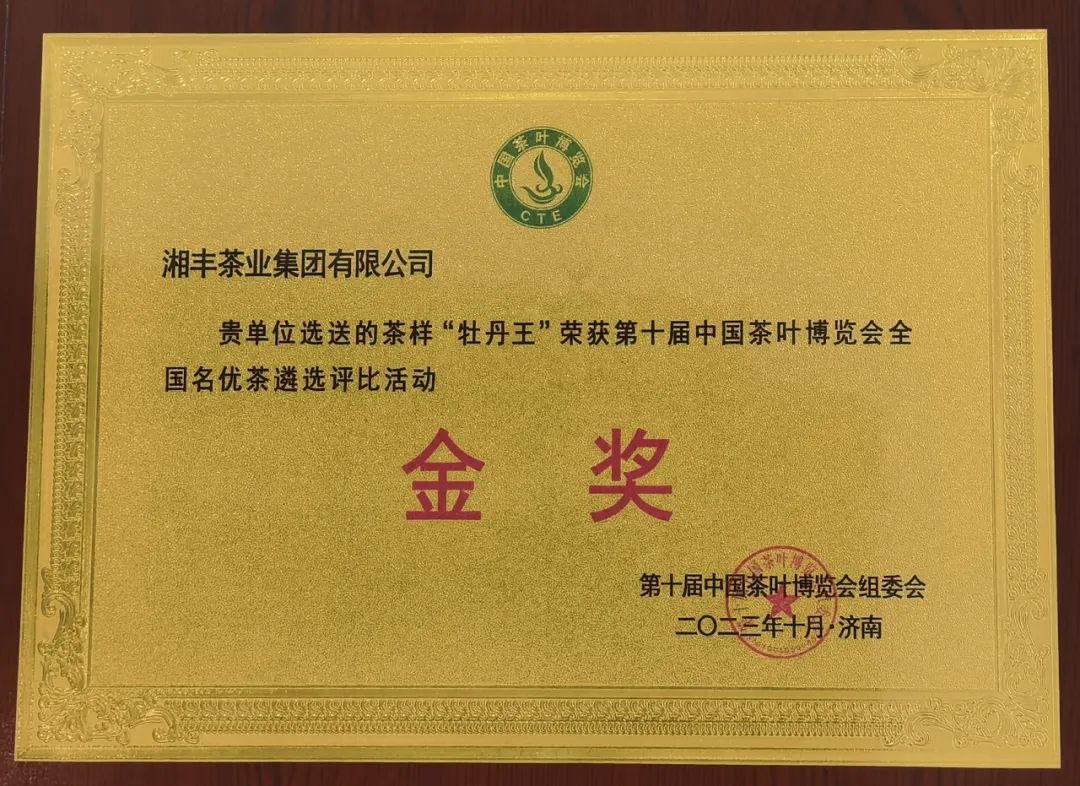 中国茶叶博览会
CTE
湘丰茶业集团有限公司
贵单位选送的茶样“牡丹王”荣获第十届中国茶叶博览会全
国名优茶遴选评比活动
金 奖
第十届中国茶叶博览会组委会
二〇二三年十月·济南